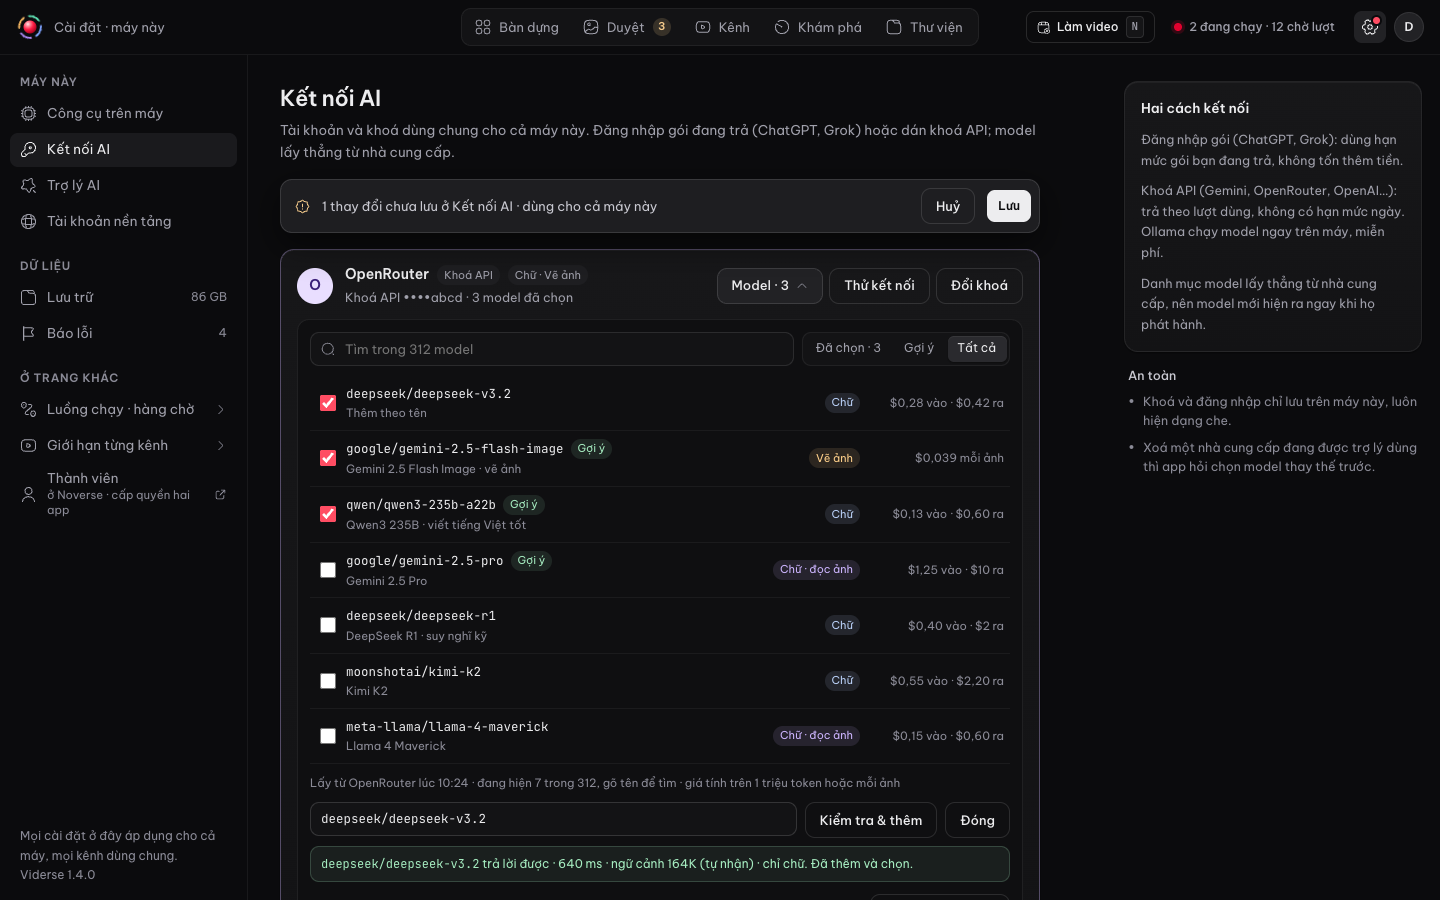 Cài đặt · máy này
Bàn dựng
Duyệt 3
Kênh
Khám phá
Thư viện
Làm video N
2 đang chạy · 12 chờ lượt
D
MÁY NÀY
Công cụ trên máy
Kết nối AI
Trợ lý AI
Tài khoản nền tảng
DỮ LIỆU
Lưu trữ 86 GB
Báo lỗi 4
Ở TRANG KHÁC
Luồng chạy · hàng chờ
Giới hạn từng kênh
Thành viên
ở Noverse · cấp quyền hai
app
Mọi cài đặt ở đây áp dụng cho cả
máy, mọi kênh dùng chung.
Viderse 1.4.0
Kết nối AI
Tài khoản và khoá dùng chung cho cả máy này. Đăng nhập gói đang trả (ChatGPT, Grok) hoặc dán khoá API; model
lấy thẳng từ nhà cung cấp.
1 thay đổi chưa lưu ở Kết nối AI · dùng cho cả máy này
Huỷ
Lưu
O
OpenRouter Khoá API Chữ · Vẽ ảnh
Khoá API ••••abcd · 3 model đã chọn
Model · 3
Thử kết nối
Đổi khoá
Tìm trong 312 model
Đã chọn · 3
Gợi ý
Tất cả
deepseek/deepseek-v3.2
Thêm theo tên
Chữ
$0,28 vào · $0,42 ra
google/gemini-2.5-flash-image Gợi ý
Gemini 2.5 Flash Image · vẽ ảnh
Vẽ ảnh
$0,039 mỗi ảnh
qwen/qwen3-235b-a22b Gợi ý
Qwen3 235B · viết tiếng Việt tốt
Chữ
$0,13 vào · $0,60 ra
google/gemini-2.5-pro Gợi ý
Gemini 2.5 Pro
Chữ · đọc ảnh
$1,25 vào · $10 ra
deepseek/deepseek-r1
DeepSeek R1 · suy nghĩ kỹ
Chữ
$0,40 vào · $2 ra
moonshotai/kimi-k2
Kimi K2
Chữ
$0,55 vào · $2,20 ra
meta-llama/llama-4-maverick
Llama 4 Maverick
Chữ · đọc ảnh
$0,15 vào · $0,60 ra
Lấy từ OpenRouter lúc 10:24 · đang hiện 7 trong 312, gõ tên để tìm · giá tính trên 1 triệu token hoặc mỗi ảnh
deepseek/deepseek-v3.2
Kiểm tra & thêm
Đóng
deepseek/deepseek-v3.2 trả lời được · 640 ms · ngữ cảnh 164K (tự nhận) · chỉ chữ. Đã thêm và chọn.
Hai cách kết nối
Đăng nhập gói (ChatGPT, Grok): dùng hạn
mức gói bạn đang trả, không tốn thêm tiền.
Khoá API (Gemini, OpenRouter, OpenAI…):
trả theo lượt dùng, không có hạn mức ngày.
Ollama chạy model ngay trên máy, miễn
phí.
Danh mục model lấy thẳng từ nhà cung
cấp, nên model mới hiện ra ngay khi họ
phát hành.
An toàn
• Khoá và đăng nhập chỉ lưu trên máy này, luôn
hiện dạng che.
• Xoá một nhà cung cấp đang được trợ lý dùng
thì app hỏi chọn model thay thế trước.